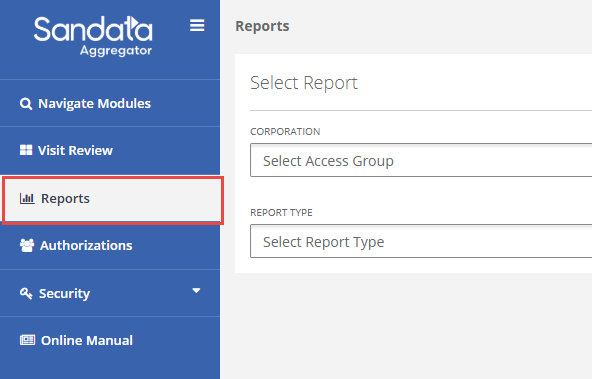 Sandata
Aggregator
Navigate Modules
Visit Review
Reports
Authorizations
Security
Online Manual
Reports
Select Report
CORPORATION
Select Access Group
REPORT TYPE
Select Report Type